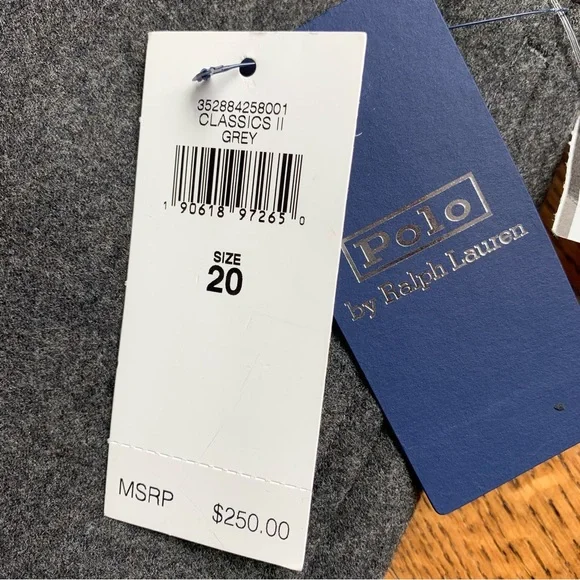 352884258001
CLASSICS II
GREY
1 90618 97265 0
SIZE
20
MSRP $250.00
Polo
by Ralph Lauren